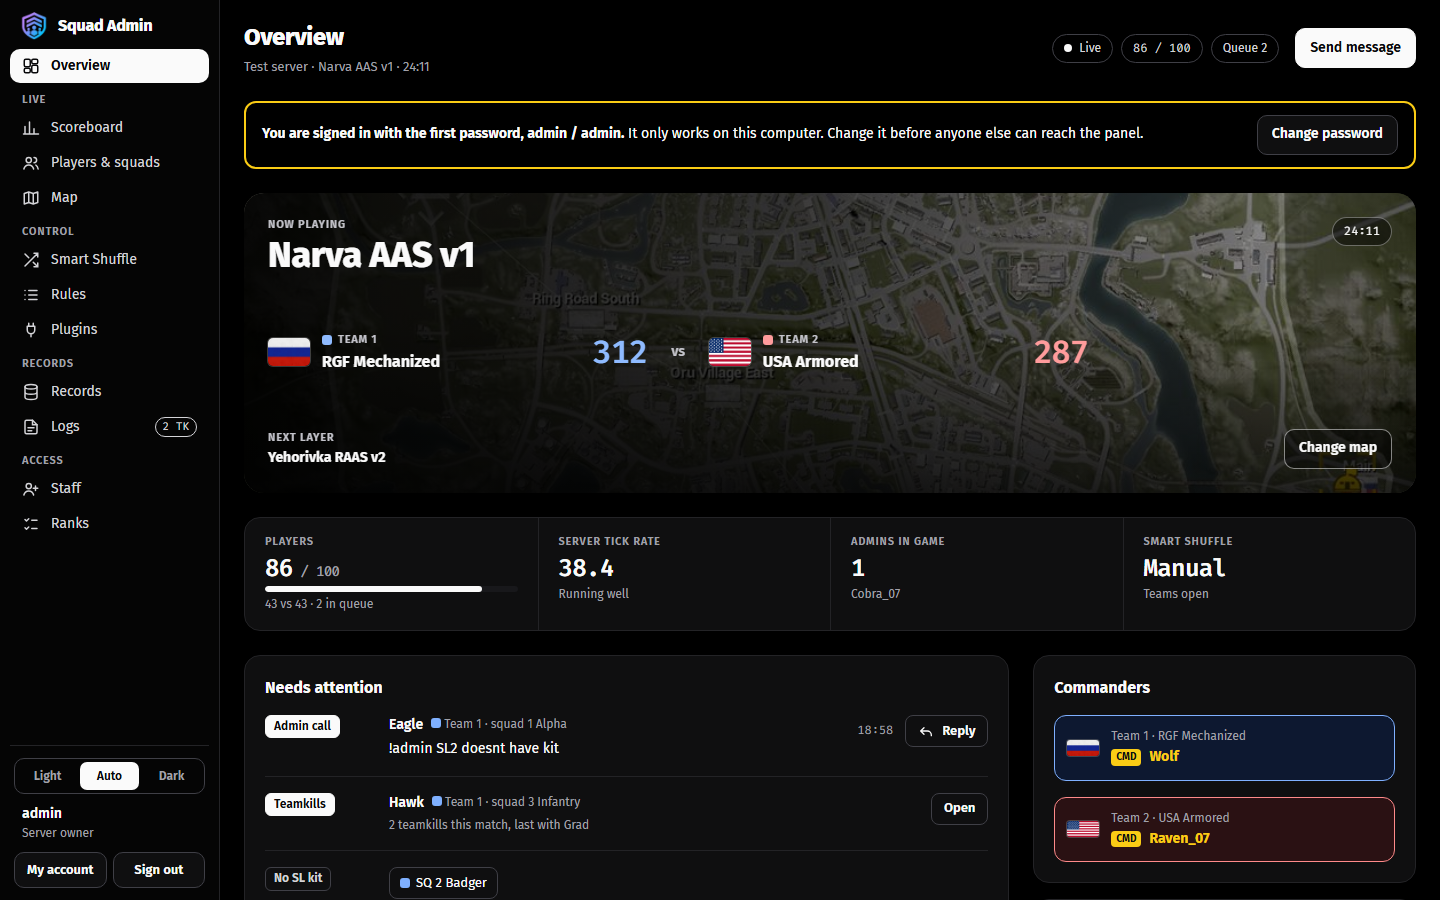 Squad Admin
Overview
LIVE
Scoreboard
Players & squads
Map
CONTROL
Smart Shuffle
Rules
Plugins
RECORDS
Records
Logs
2 TK
ACCESS
Staff
Ranks
Light
Auto
Dark
admin
Server owner
My account
Sign out
Overview
Test server · Narva AAS v1 · 24:11
Live
86 / 100
Queue 2
Send message
You are signed in with the first password, admin / admin. It only works on this computer. Change it before anyone else can reach the panel.
Change password
NOW PLAYING
Narva AAS v1
24:11
Ring Road South
TEAM 1
RGF Mechanized
312
VS
TEAM 2
USA Armored
287
Oru Village East
NEXT LAYER
Yehorivka RAAS v2
Change map
Main
PLAYERS
86 / 100
43 vs 43 · 2 in queue
SERVER TICK RATE
38.4
Running well
ADMINS IN GAME
1
Cobra_07
SMART SHUFFLE
Manual
Teams open
Needs attention
Admin call
Eagle
Team 1 · squad 1 Alpha
!admin SL2 doesnt have kit
18:58
Reply
Teamkills
Hawk
Team 1 · squad 3 Infantry
2 teamkills this match, last with Grad
Open
No SL kit
SQ 2 Badger
Commanders
Team 1 · RGF Mechanized
CMD
Wolf
Team 2 · USA Armored
CMD
Raven_07